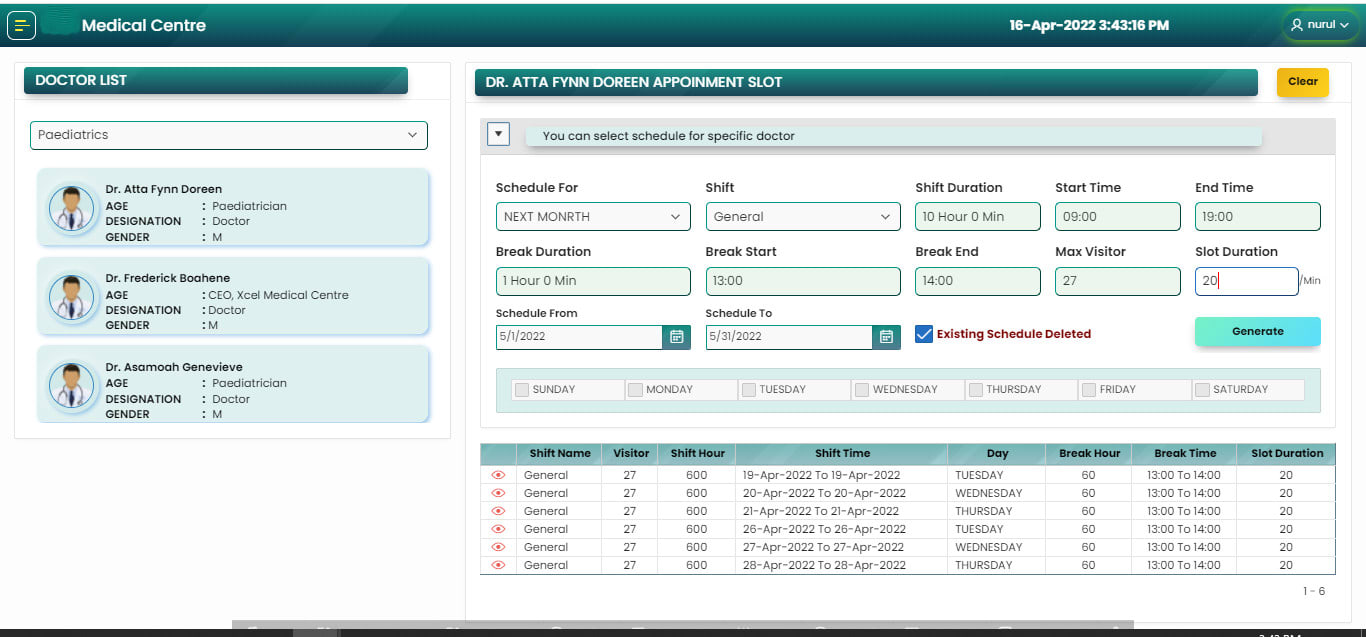 Medical Centre
16-Apr-2022 3:43:16 PM
nurul
DOCTOR LIST
Paediatrics
Dr. Atta Fynn Doreen
AGE : Paediatrician
DESIGNATION : Doctor
GENDER : M
Dr. Frederick Boahene
AGE : CEO, Xcel Medical Centre
DESIGNATION : Doctor
GENDER : M
Dr. Asamoah Genevieve
AGE : Paediatrician
DESIGNATION : Doctor
GENDER : M
DR. ATTA FYNN DOREEN APPOINMENT SLOT
Clear
You can select schedule for specific doctor
Schedule For Shift Shift Duration Start Time End Time
NEXT MONRTH General 10 Hour 0 Min 09:00 19:00
Break Duration Break Start Break End Max Visitor Slot Duration
1 Hour 0 Min 13:00 14:00 27 20 /Min
Schedule From Schedule To
5/1/2022 5/31/2022 Existing Schedule Deleted Generate
SUNDAY MONDAY TUESDAY WEDNESDAY THURSDAY FRIDAY SATURDAY
Shift Name Visitor Shift Hour Shift Time Day Break Hour Break Time Slot Duration
General 27 600 19-Apr-2022 To 19-Apr-2022 TUESDAY 60 13:00 To 14:00 20
General 27 600 20-Apr-2022 To 20-Apr-2022 WEDNESDAY 60 13:00 To 14:00 20
General 27 600 21-Apr-2022 To 21-Apr-2022 THURSDAY 60 13:00 To 14:00 20
General 27 600 26-Apr-2022 To 26-Apr-2022 TUESDAY 60 13:00 To 14:00 20
General 27 600 27-Apr-2022 To 27-Apr-2022 WEDNESDAY 60 13:00 To 14:00 20
General 27 600 28-Apr-2022 To 28-Apr-2022 THURSDAY 60 13:00 To 14:00 20
1 - 6